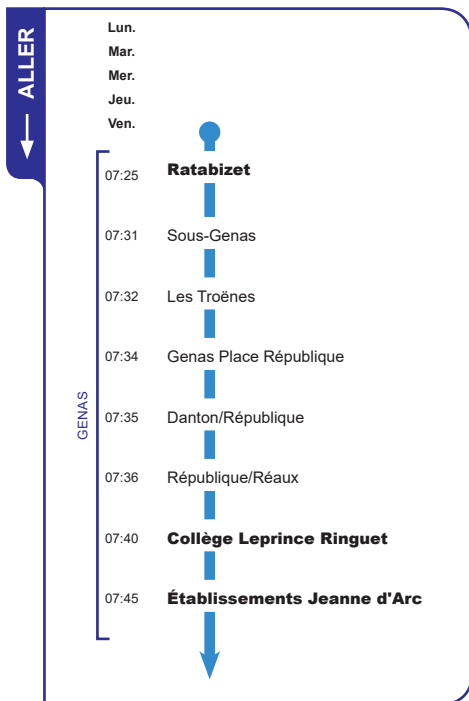 ALLER
Lun.
Mar.
Mer.
Jeu.
Ven.
GENAS
07:25 Ratabizet
07:31 Sous-Genas
07:32 Les Troënes
07:34 Genas Place République
07:35 Danton/République
07:36 République/Réaux
07:40 Collège Leprince Ringuet
07:45 Établissements Jeanne d'Arc